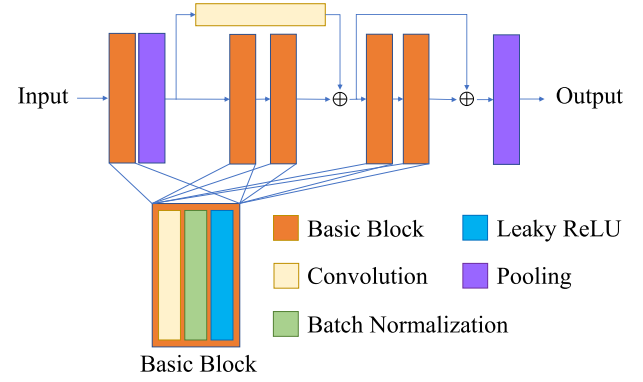 Input
Output
Basic Block
Leaky ReLU
Convolution
Pooling
Batch Normalization
Basic Block